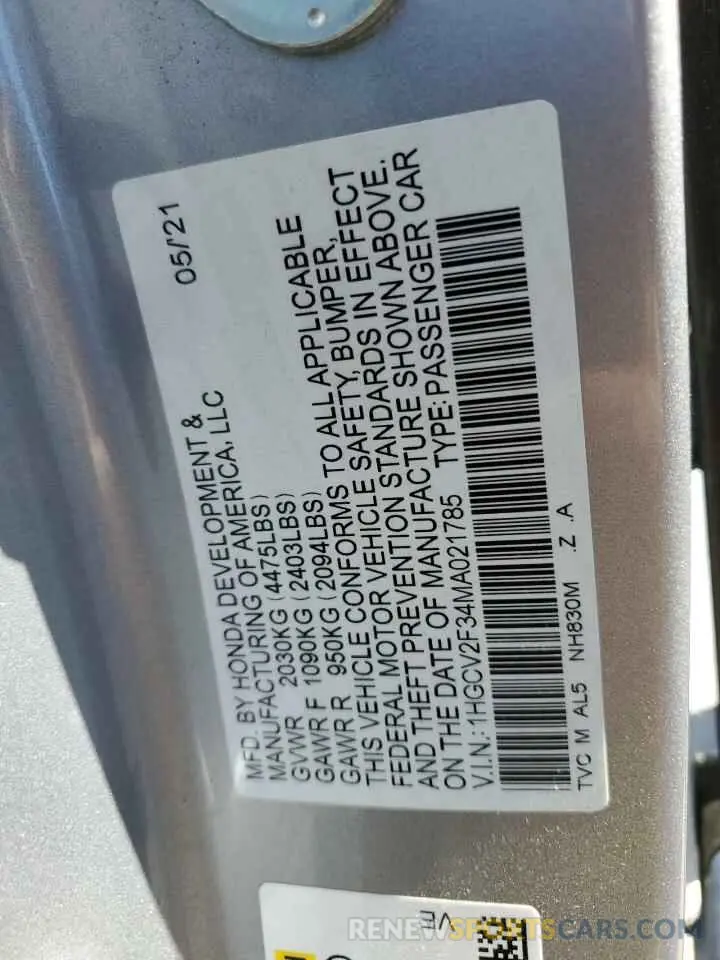 MFD. BY HONDA DEVELOPMENT &
MANUFACTURING OF AMERICA, LLC 05/'21
GVWR 2030KG (4475LBS)
GAWR F 1090KG (2403LBS)
GAWR R 950KG (2094LBS)
THIS VEHICLE CONFORMS TO ALL APPLICABLE
FEDERAL MOTOR VEHICLE SAFETY, BUMPER,
AND THEFT PREVENTION STANDARDS IN EFFECT
ON THE DATE OF MANUFACTURE SHOWN ABOVE.
V.I.N.: 1HGCV2F34MA021785 TYPE: PASSENGER CAR
TVC M AL5 NH830M .Z .A
RENEWSPORTSCARS.COM